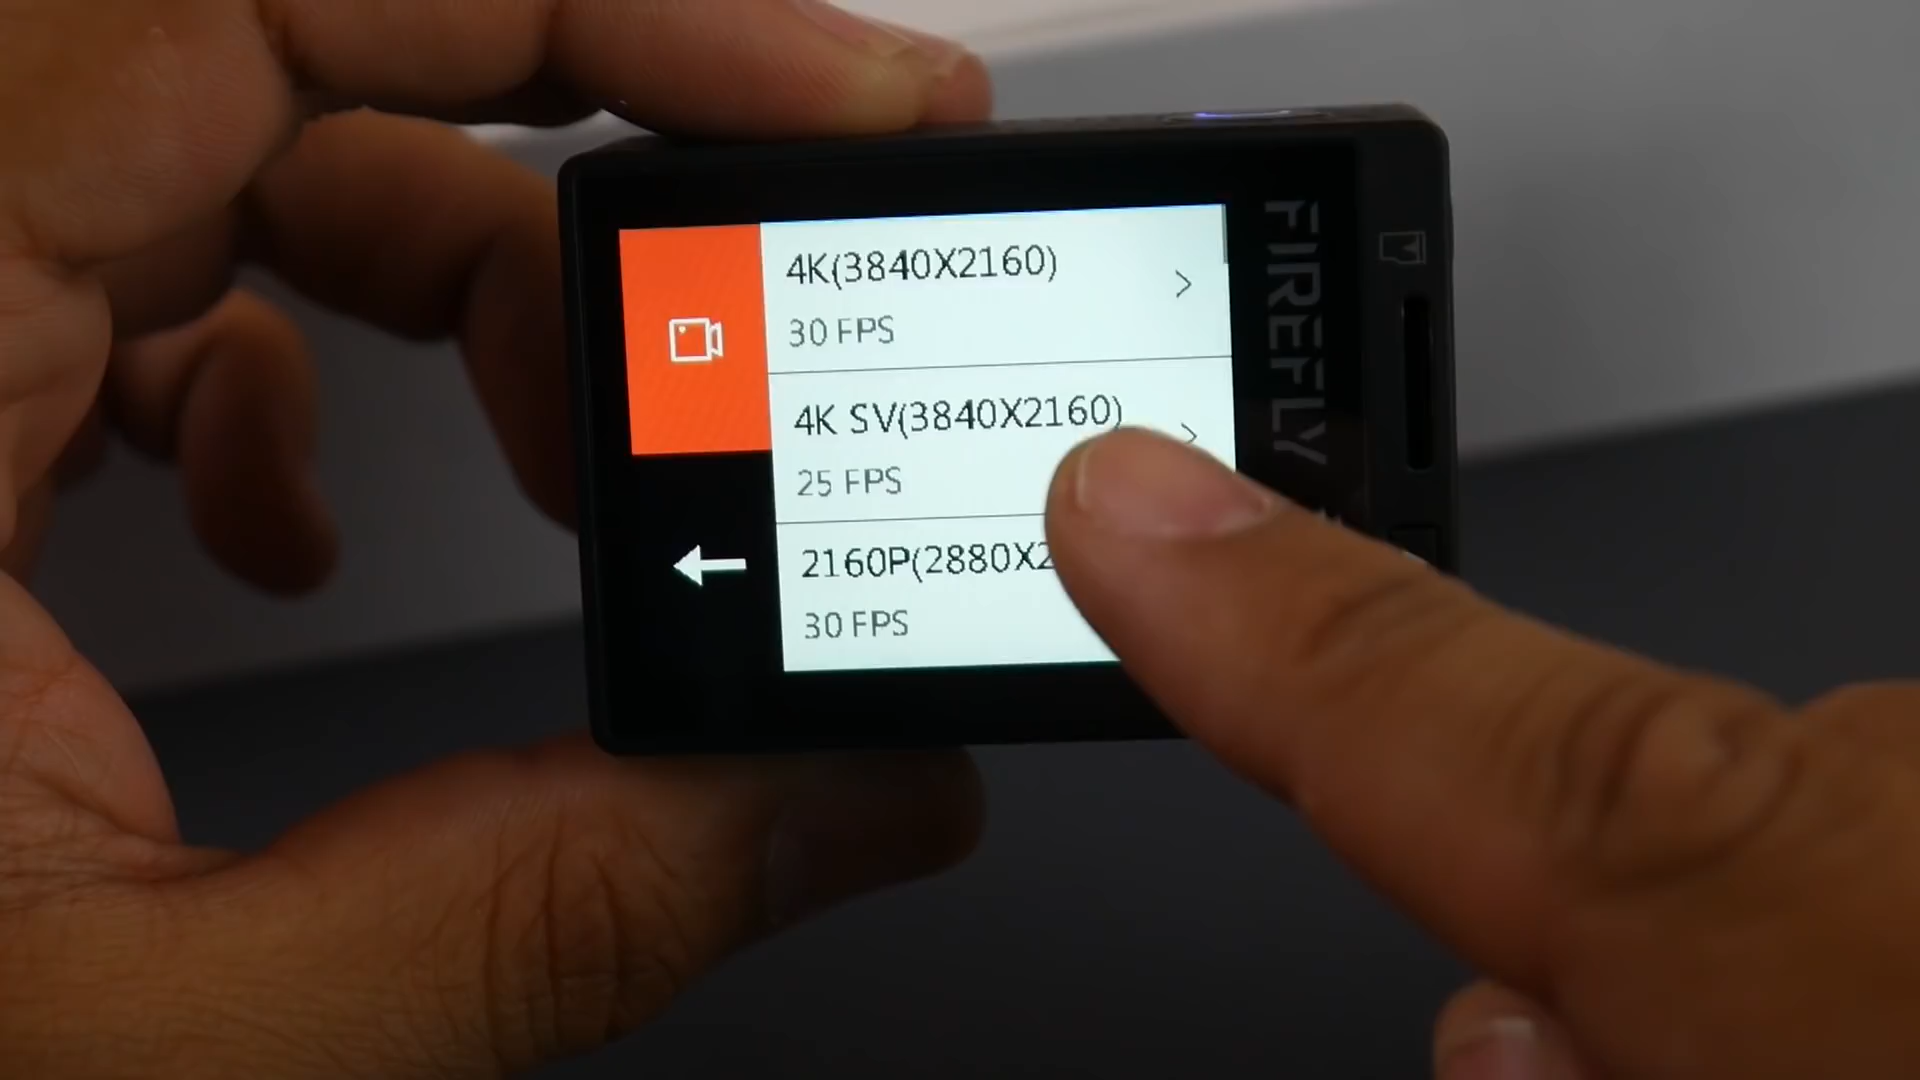 4K(3840X2160)
30 FPS
4K SV(3840X2160)
25 FPS
2160P(2880X2
30 FPS
FIREFLY